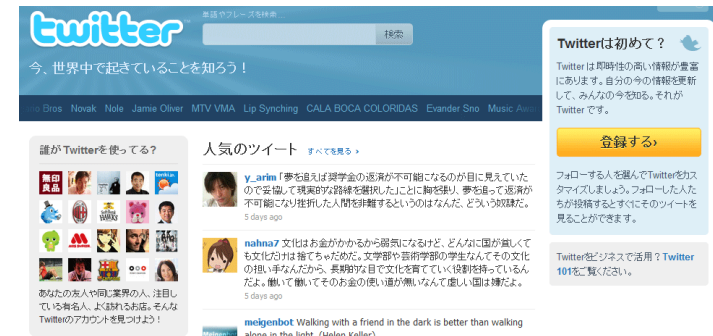 twitter
単語やフレーズを検索...
検索
今、世界中で起きていることを知ろう！
Bros Novak Nole Jamie Oliver MTV VMA Lip Synching CALA BOCA COLORIDAS Evander Sno Music
誰がTwitterを使ってる？
無印
良品
tenki.jp
MOS
あなたの友人や同じ業界の人、注目し
ている有名人、よく訪れるお店。そんな
Twitterのアカウントを見つけよう！
人気のツイート すべてを見る ›
y_arim 「夢を追えば奨学金の返済が不可能になるのが目に見えていた
ので妥協して現実的な路線を選択した」ことに胸を張り、夢を追って返済が
不可能になり挫折した人間を非難するというのはなんだ、どういう奴隷だ。
5 days ago
nahna7 文化はお金がかかるから弱気になるけど、どんなに国が貧しくて
も文化だけは捨てちゃだめだ。文学部や芸術学部の学生なんてその文化
の担い手なんだから、長期的な目で文化を育てていく役割を持っているん
だよ。働いて働いてそのお金の使い道が無いなんて虚しい国は嫌だよ。
5 days ago
meigenbot Walking with a friend in the dark is better than walking
alone in the light. (Helen Keller)
Twitterは初めて？
Twitterは即時性の高い情報が豊富
にあります。自分の今の情報を更新
して、みんなの今を知る。それが
Twitterです。
登録する›
フォローする人を選んでTwitterをカス
タマイズしましょう。フォローした人た
ちが投稿するとすぐにそのツイートを
見ることができます。
Twitterをビジネスで活用？Twitter
101をご覧ください。